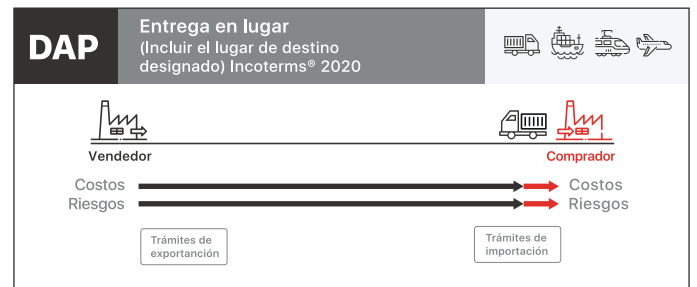 DAP
Entrega en lugar
(Incluir el lugar de destino
designado) Incoterms® 2020
Vendedor
Comprador
Costos
Costos
Riesgos
Riesgos
Trámites de
exportanción
Trámites de
importación